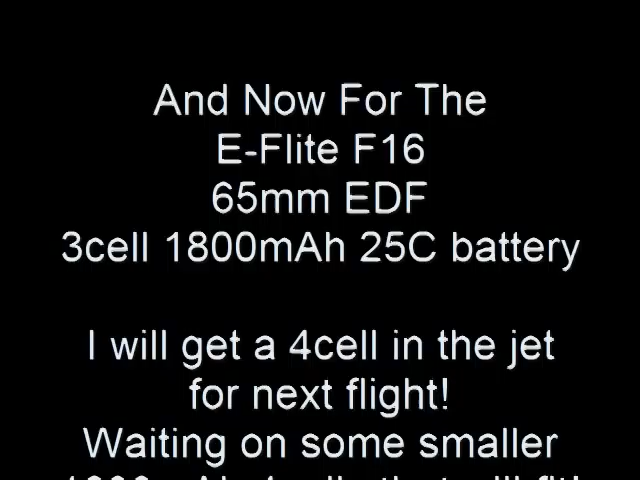 And Now For The
E-Flite F16
65mm EDF
3cell 1800mAh 25C battery
I will get a 4cell in the jet
for next flight!
Waiting on some smaller